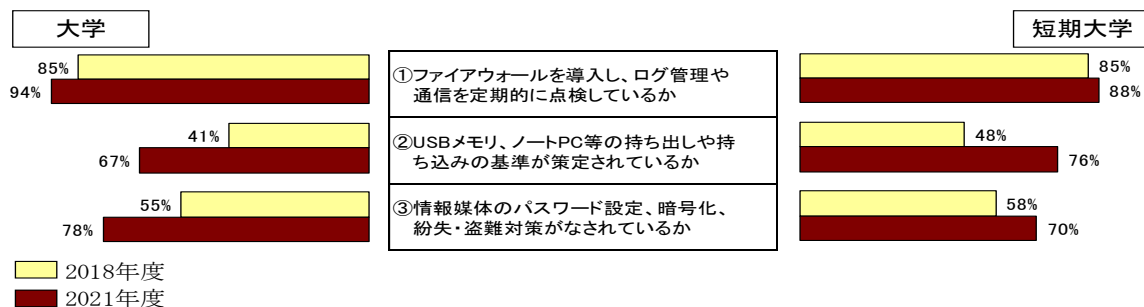 大学
短期大学
85%
94%
①ファイアウォールを導入し、ログ管理や
通信を定期的に点検しているか
85%
88%
41%
67%
②USBメモリ、ノートPC等の持ち出しや持
ち込みの基準が策定されているか
48%
76%
55%
78%
③情報媒体のパスワード設定、暗号化、
紛失・盗難対策がなされているか
58%
70%
2018年度
2021年度